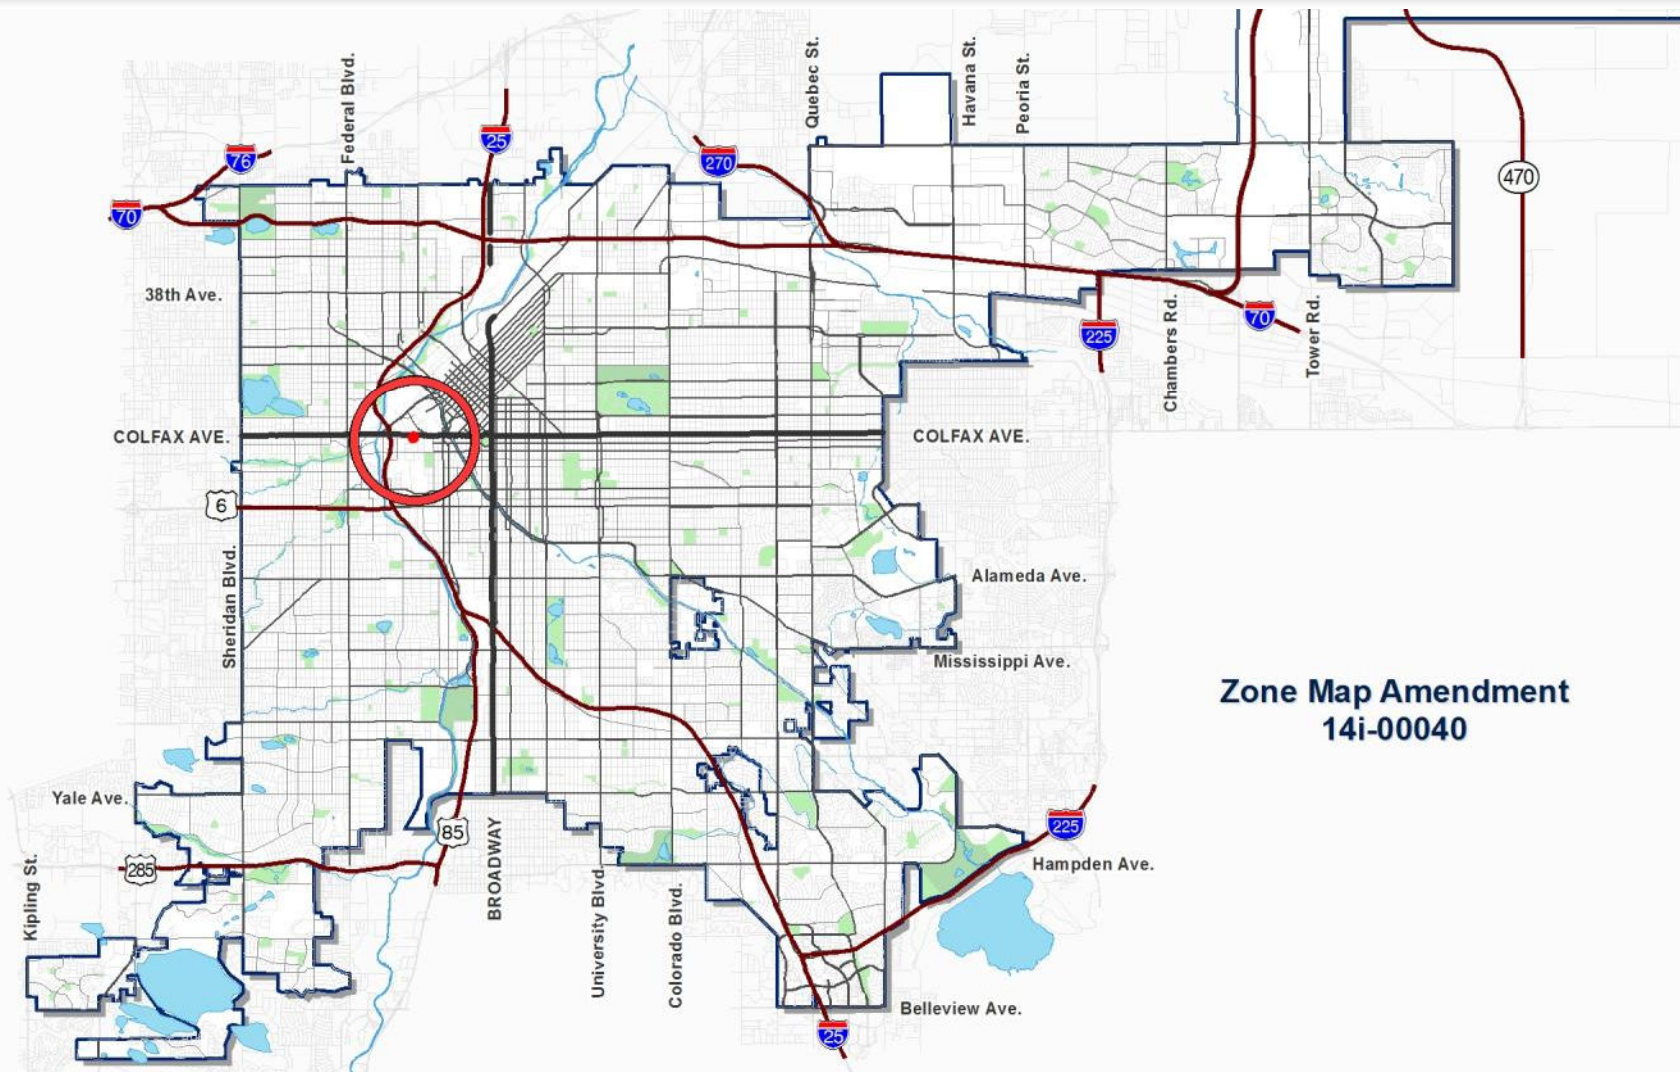 Federal Blvd.
Quebec St.
Havana St.
Peoria St.
76
25
270
470
70
38th Ave.
225
70
Chambers Rd.
Tower Rd.
COLFAX AVE.
COLFAX AVE.
6
Sheridan Blvd.
Alameda Ave.
Mississippi Ave.
Zone Map Amendment
14i-00040
Yale Ave.
85
225
285
Hampden Ave.
Kipling St.
BROADWAY
University Blvd.
Colorado Blvd.
Belleview Ave.
25